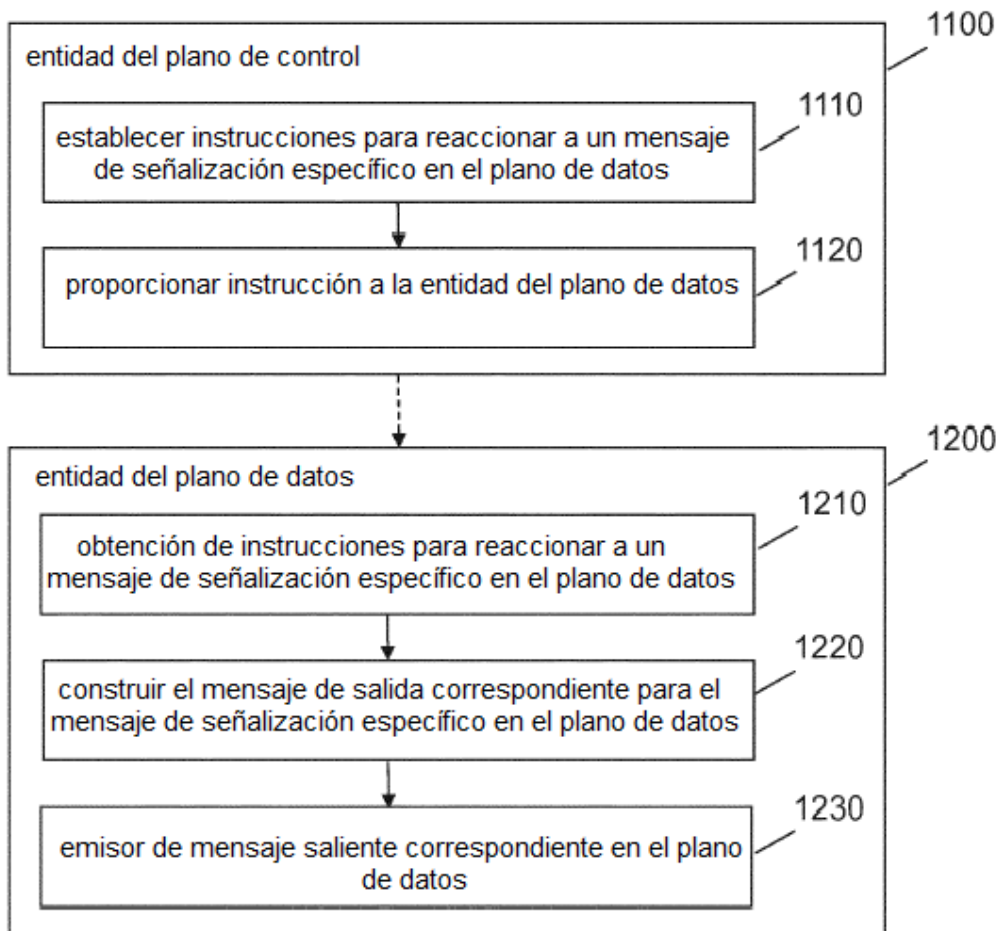 1100
entidad del plano de control
1110
establecer instrucciones para reaccionar a un mensaje
de señalización específico en el plano de datos
1120
proporcionar instrucción a la entidad del plano de datos
1200
entidad del plano de datos
1210
obtención de instrucciones para reaccionar a un
mensaje de señalización específico en el plano de datos
1220
construir el mensaje de salida correspondiente para el
mensaje de señalización específico en el plano de datos
1230
emisor de mensaje saliente correspondiente en el plano
de datos